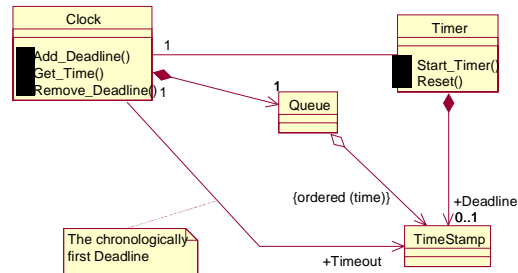 Clock
Add_Deadline()
Get_Time()
Remove_Deadline()
1
Timer
Start_Timer()
Reset()
1
1
Queue
{ordered (time)}
+Deadline
0..1
TimeStamp
+Timeout
The chronologically
first Deadline